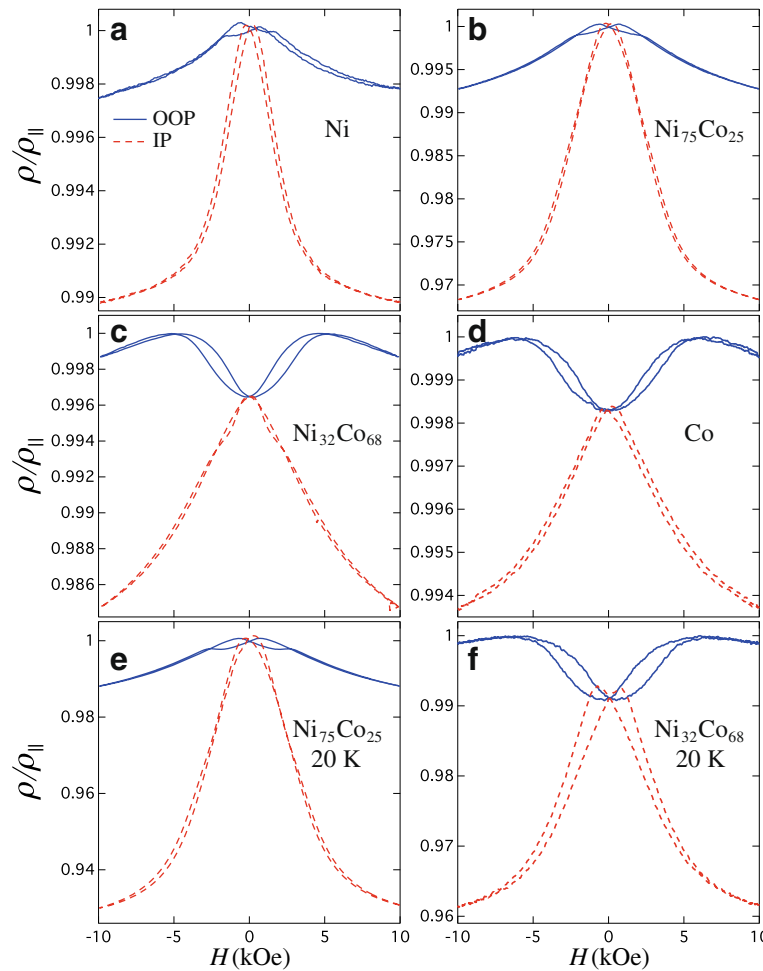 a
b
1
0.998
0.996
0.994
0.992
0.99
ρ/ρ||
OOP
IP
Ni
1
0.995
0.99
0.985
0.98
0.975
0.97
Ni75Co25
c
d
1
0.998
0.996
0.994
0.992
0.99
0.988
0.986
ρ/ρ||
Ni32Co68
1
0.999
0.998
0.997
0.996
0.995
0.994
Co
e
f
1
0.98
0.96
0.94
ρ/ρ||
Ni75Co25
20 K
1
0.99
0.98
0.97
0.96
Ni32Co68
20 K
-10 -5 0 5 10
-5 0 5 10
H (kOe)
H (kOe)